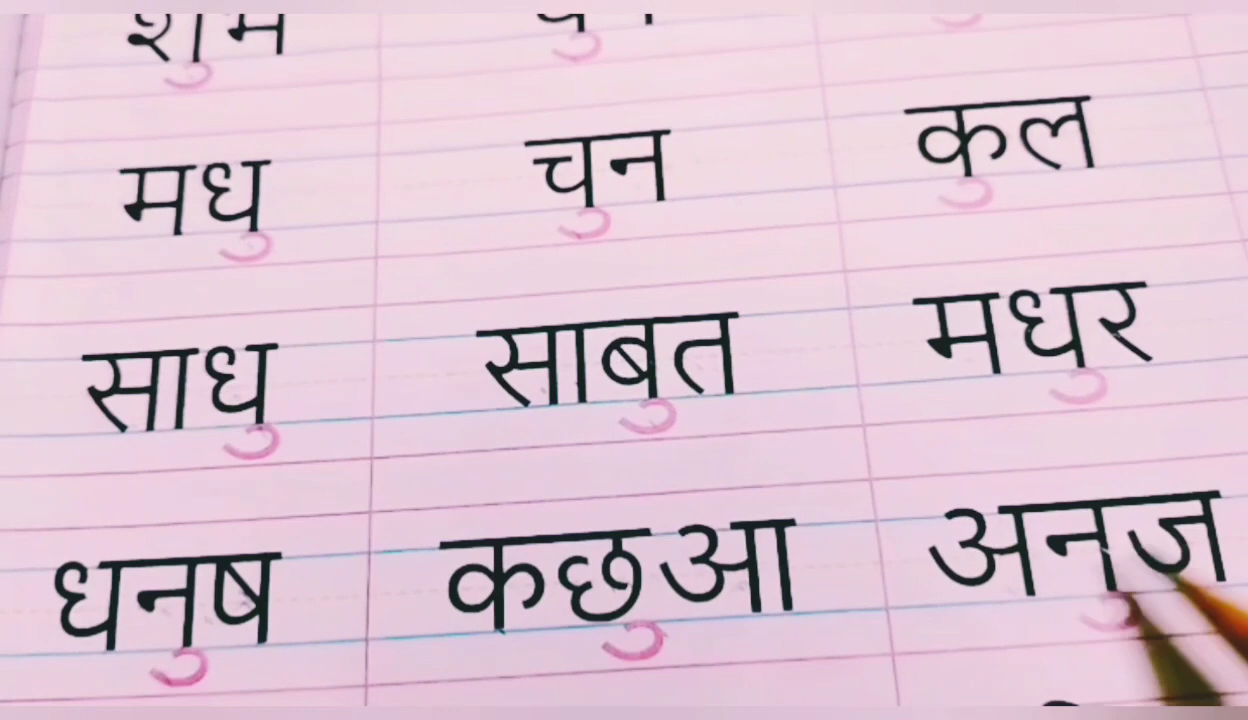 शुभ
मधु चुन कुल
साधु साबुत मधुर
धनुष कछुआ अनुज